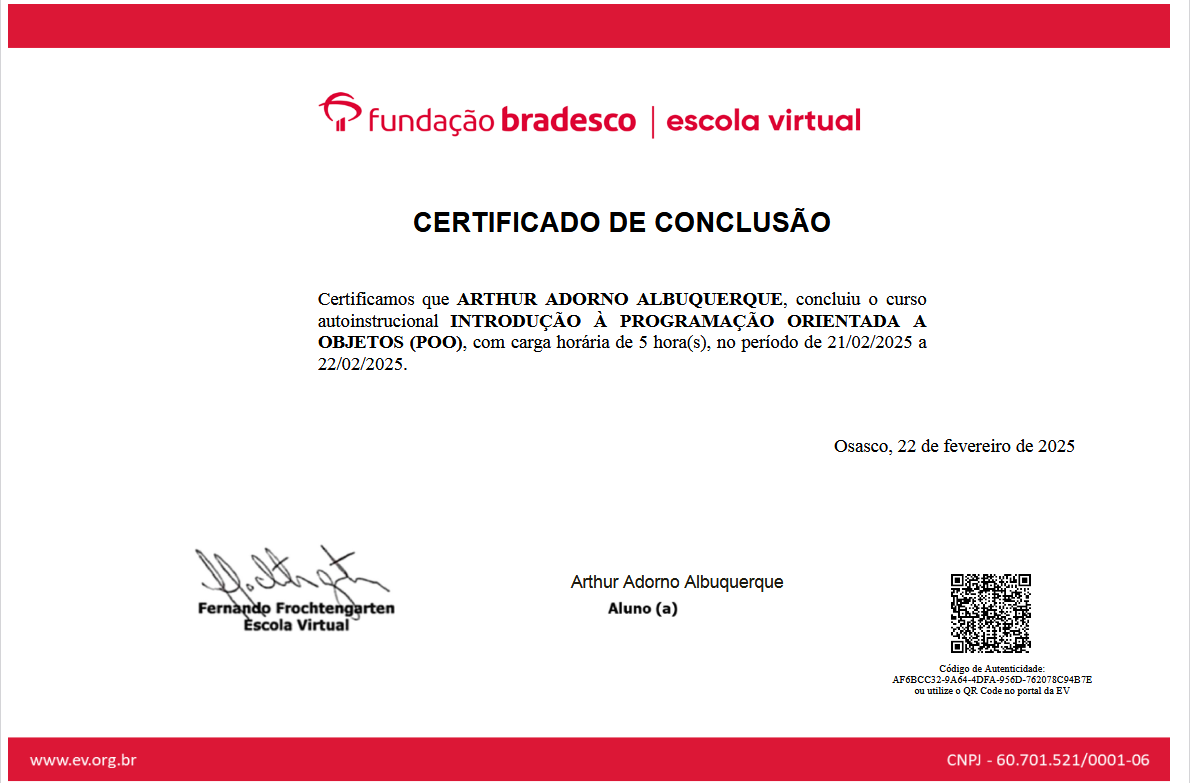 fundação bradesco | escola virtual
CERTIFICADO DE CONCLUSÃO
Certificamos que ARTHUR ADORNO ALBUQUERQUE, concluiu o curso
autoinstrucional INTRODUÇÃO À PROGRAMAÇÃO ORIENTADA A
OBJETOS (POO), com carga horária de 5 hora(s), no período de 21/02/2025 a
22/02/2025.
Osasco, 22 de fevereiro de 2025
Fernando Frochtengarten
Escola Virtual
Arthur Adorno Albuquerque
Aluno (a)
Código de Autenticidade:
AF6BCC32-9A64-4DFA-956D-762078C94B7E
ou utilize o QR Code no portal da EV
www.ev.org.br
CNPJ - 60.701.521/0001-06